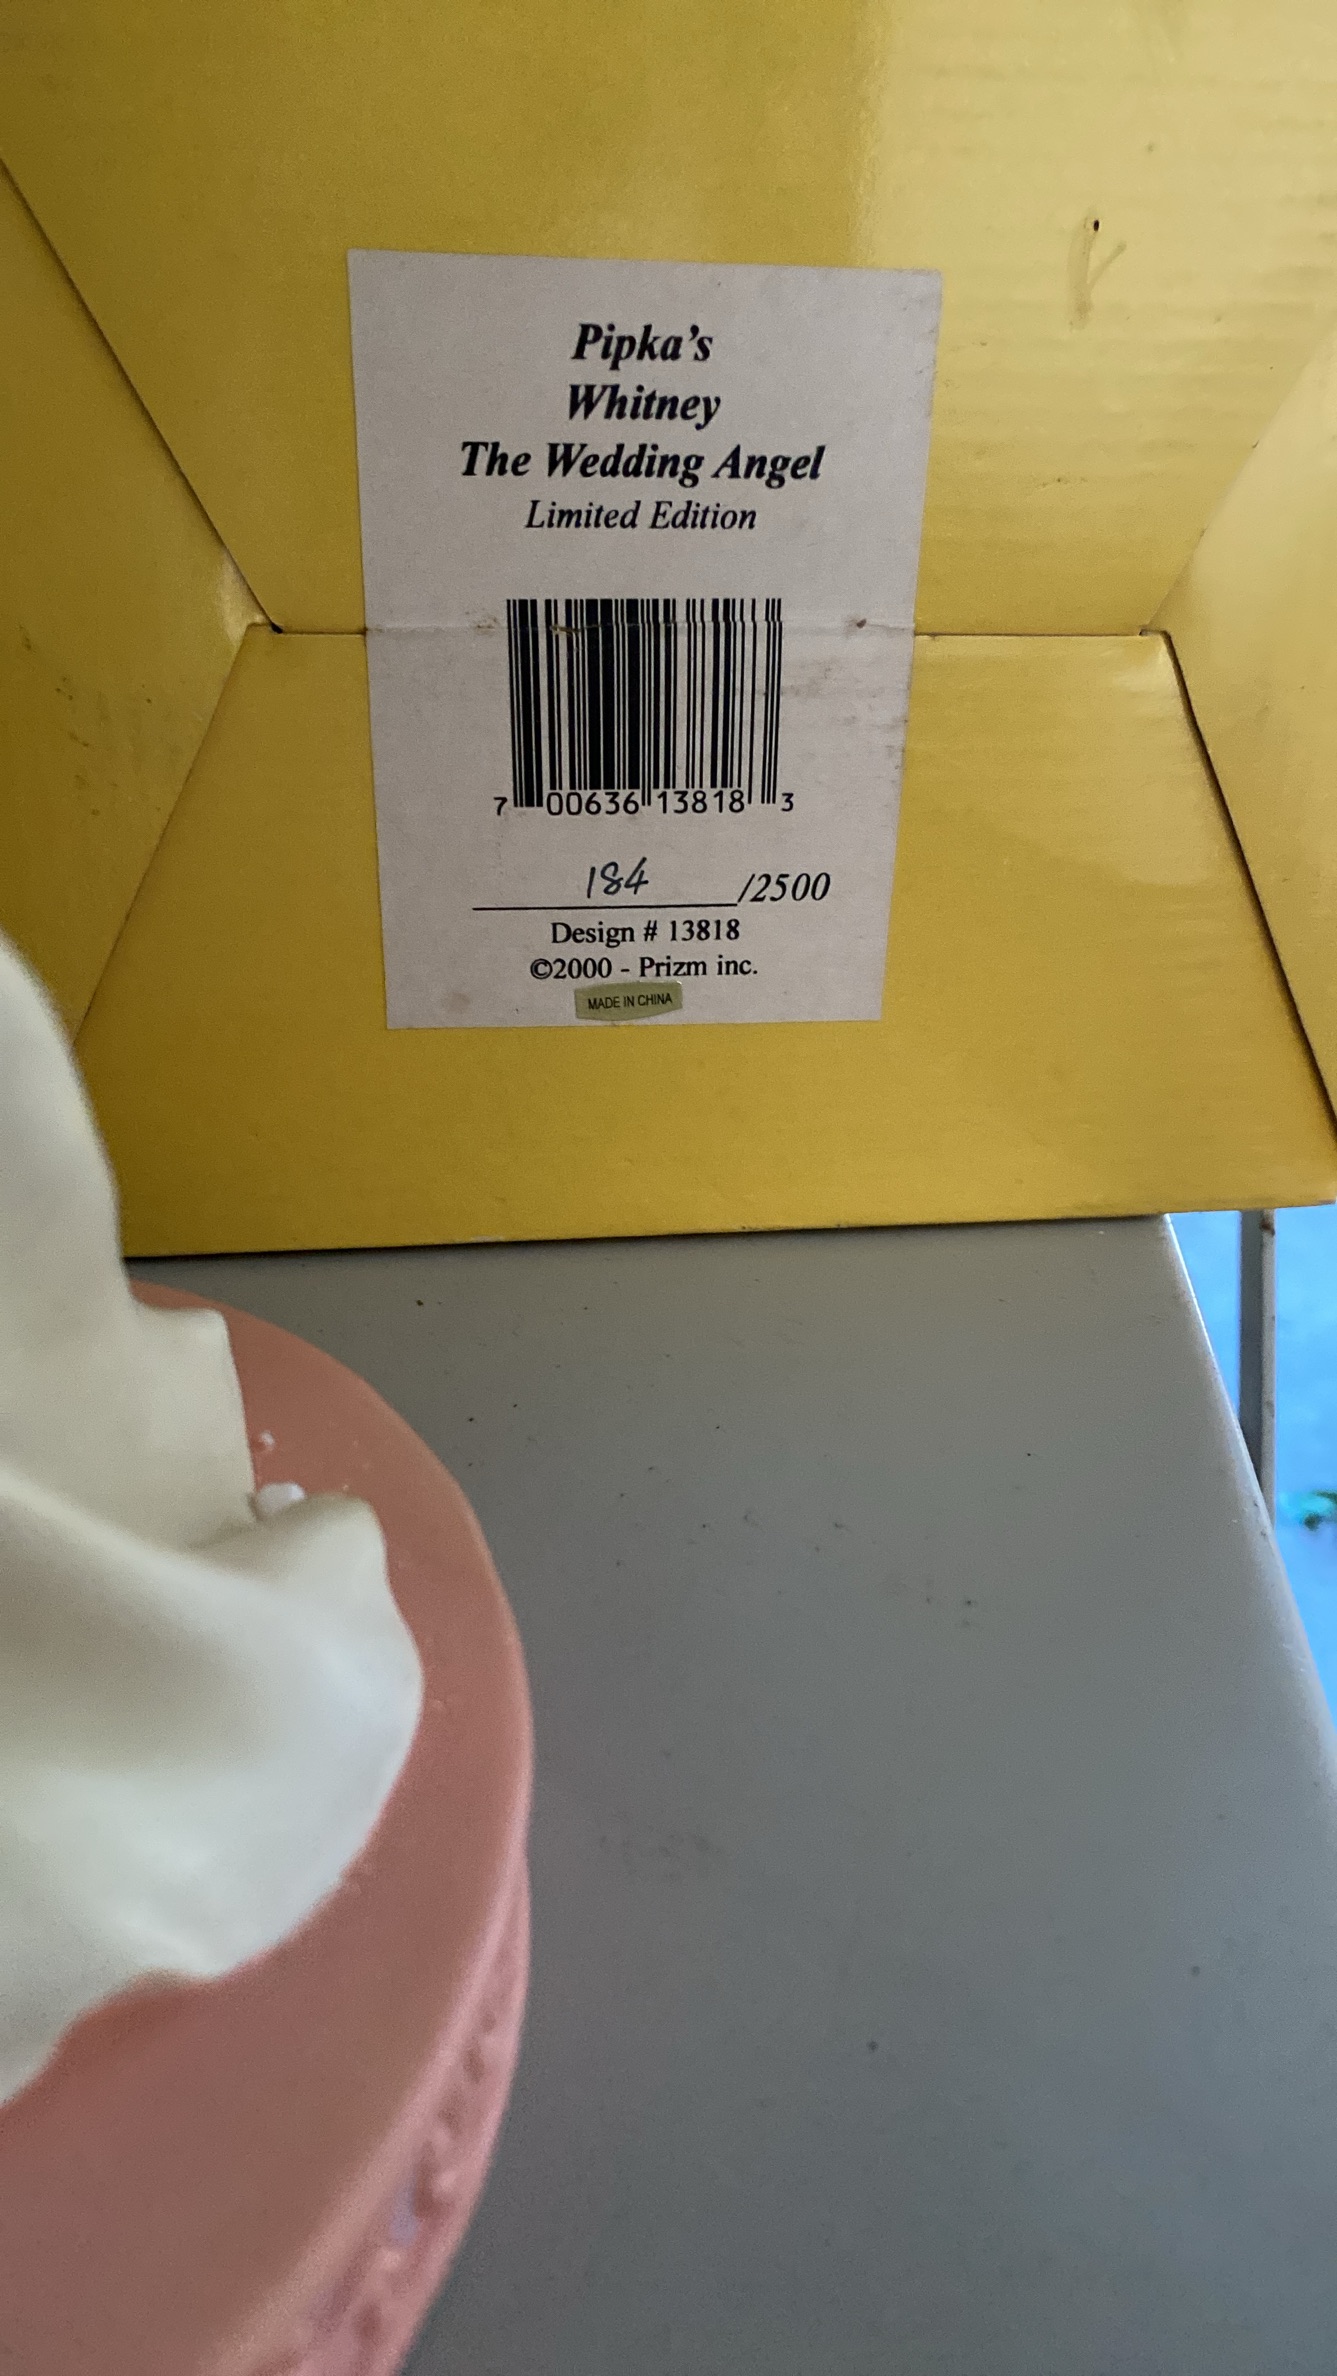 Pipka's
Whitney
The Wedding Angel
Limited Edition
7 00636 13818 3
184 /2500
Design # 13818
©2000 - Prizm inc.
MADE IN CHINA